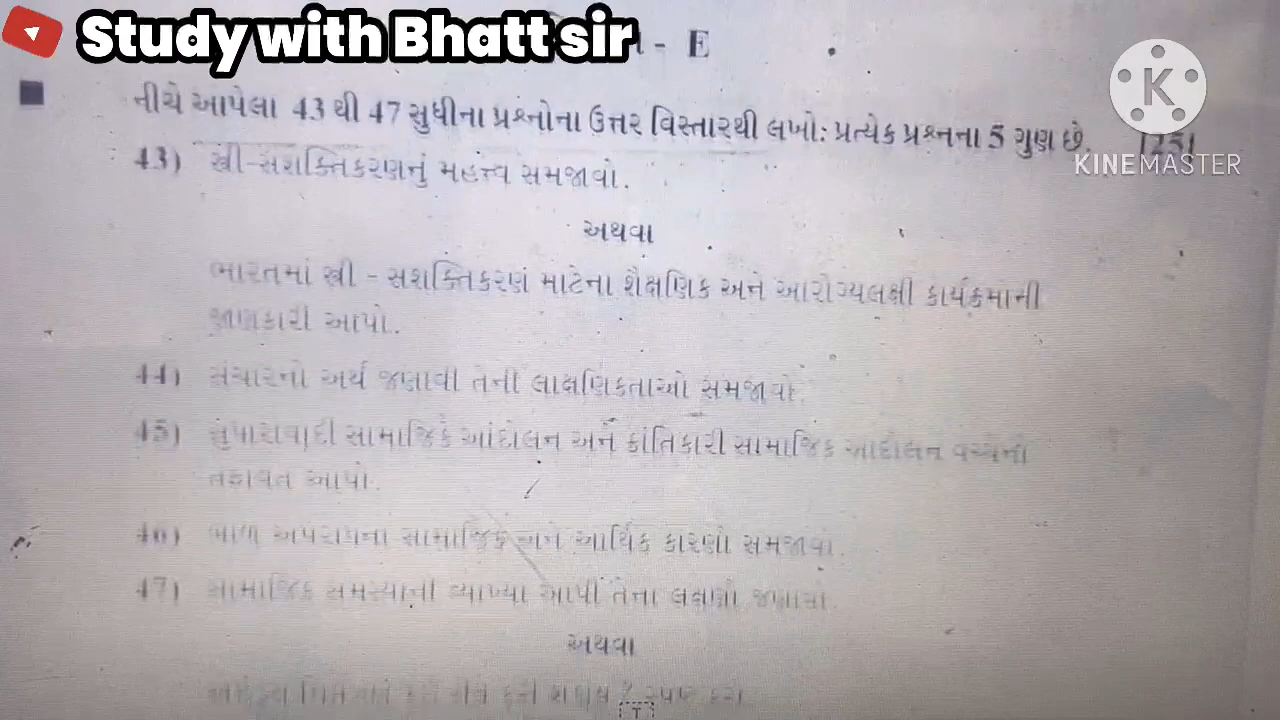 Study with Bhatt sir
- E
K
KINEMASTER
નીચે આપેલા 43 થી 47 સુધીના પ્રશ્નોના ઉત્તર વિસ્તારથી લખો: પ્રત્યેક પ્રશ્નના 5 ગુણ છે. [25]
43) સ્ત્રી-સશક્તિકરણનું મહત્ત્વ સમજાવો.
અથવા
ભારતમાં સ્ત્રી - સશક્તિકરણ માટેના શૈક્ષણિક અને આરોગ્યલક્ષી કાર્યક્રમોની
જાણકારી આપો.
44) સંચારનો અર્થ જણાવી તેની લાક્ષણિકતાઓ સમજાવો.
45) સુધારાવાદી સામાજિક આંદોલન અને ક્રાંતિકારી સામાજિક આંદોલન વચ્ચેનો
તફાવત આપો.
46) બાળ અપરાધના સામાજિક અને આર્થિક કારણો સમજાવો.
47) સામાજિક સમસ્યાની વ્યાખ્યા આપી તેના લક્ષણો જણાવો.
અથવા